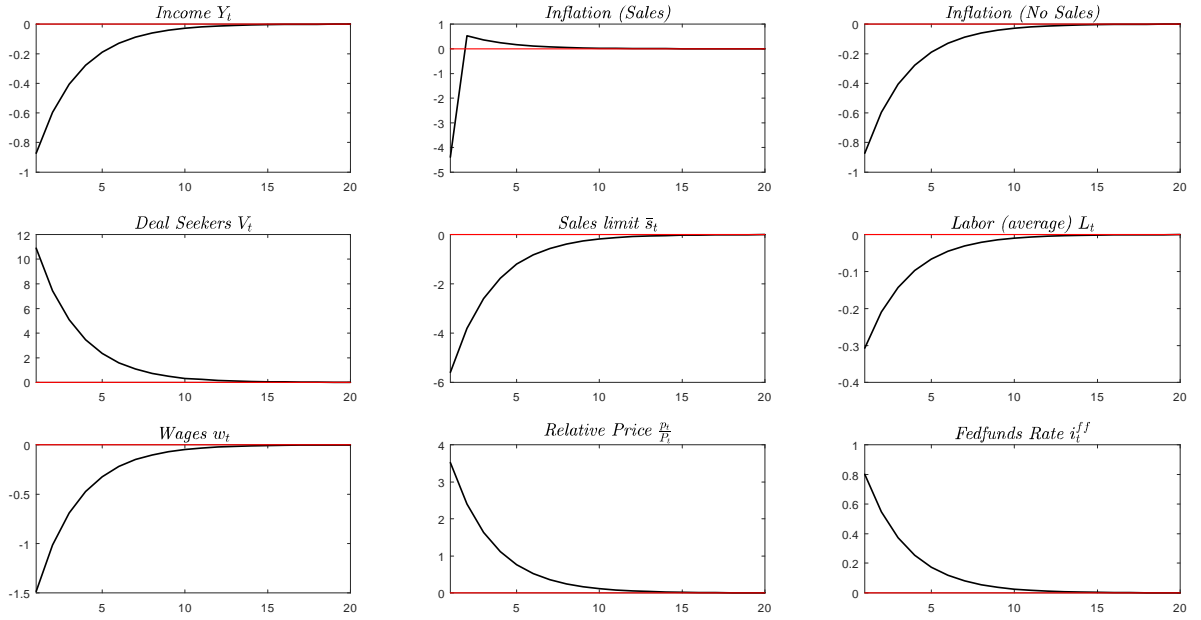 Income Y_t
0
-0.2
-0.4
-0.6
-0.8
-1
5 10 15 20
Inflation (Sales)
1
0
-1
-2
-3
-4
-5
5 10 15 20
Inflation (No Sales)
0
-0.2
-0.4
-0.6
-0.8
-1
5 10 15 20
Deal Seekers V_t
12
10
8
6
4
2
0
5 10 15 20
Sales limit s̅_t
0
-2
-4
-6
5 10 15 20
Labor (average) L_t
0
-0.1
-0.2
-0.3
-0.4
5 10 15 20
Wages w_t
0
-0.5
-1
-1.5
5 10 15 20
Relative Price p_t/P_t
4
3
2
1
0
5 10 15 20
Fedfunds Rate i_t^{ff}
1
0.8
0.6
0.4
0.2
0
5 10 15 20